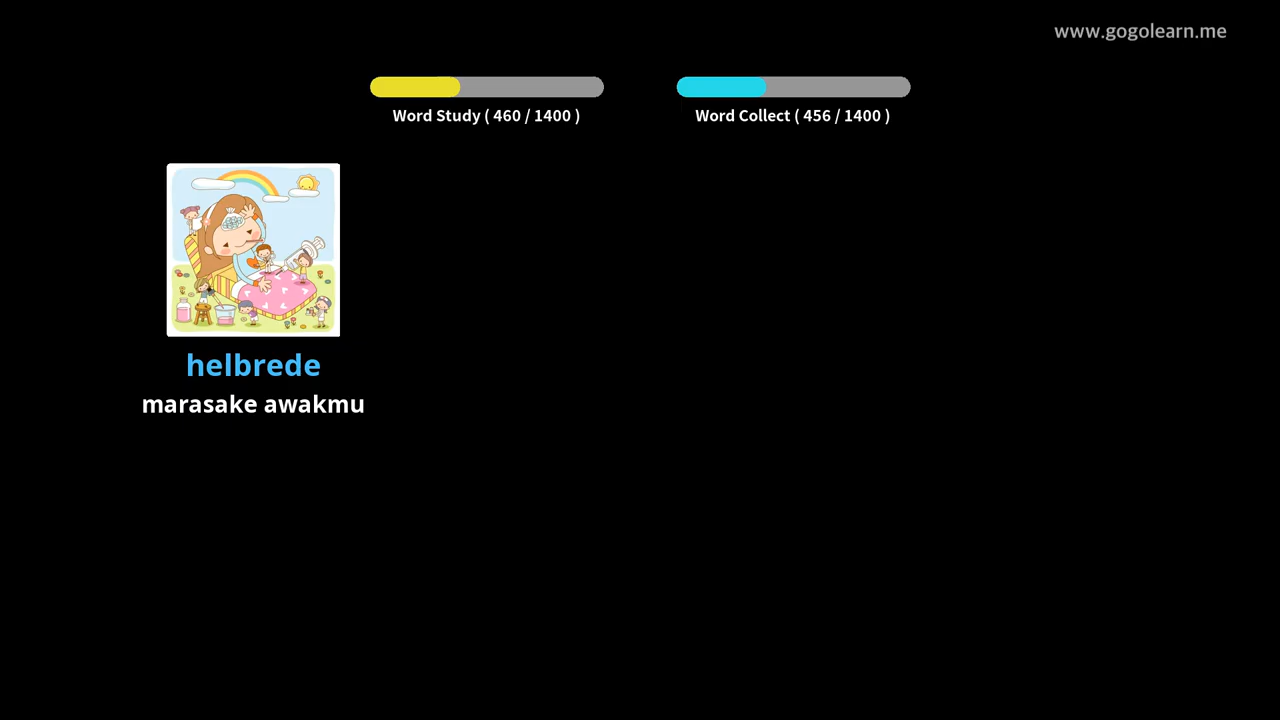 www.gogolearn.me
Word Study ( 460 / 1400 )
Word Collect ( 456 / 1400 )
helbrede
marasake awakmu